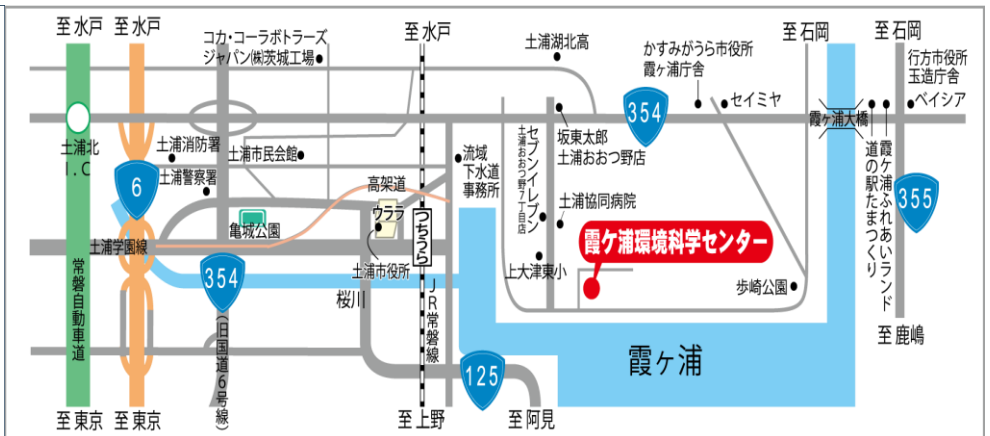 至水戸
至水戸
コカ・コーラボトラーズ
ジャパン㈱茨城工場
至水戸
土浦湖北高
かすみがうら市役所
霞ヶ浦庁舎
至石岡
至石岡
行方市役所
玉造庁舎
ベイシア
354
セイミヤ
霞ヶ浦大橋
土浦北
I.C
土浦消防署
土浦市民会館
土浦警察署
6
高架道
流域
下水道
事務所
坂東太郎
土浦おおつ野店
セブンイレブン
土浦おおつ野7丁目店
土浦協同病院
道の駅たまつくり
霞ヶ浦ふれあいランド
355
亀城公園
ウララ
つちうら
土浦学園線
土浦市役所
霞ケ浦環境科学センター
上大津東小
歩崎公園
354
(旧国道6号線)
桜川
JR常磐線
常磐自動車道
霞ヶ浦
至鹿嶋
125
至東京
至東京
至上野
至阿見